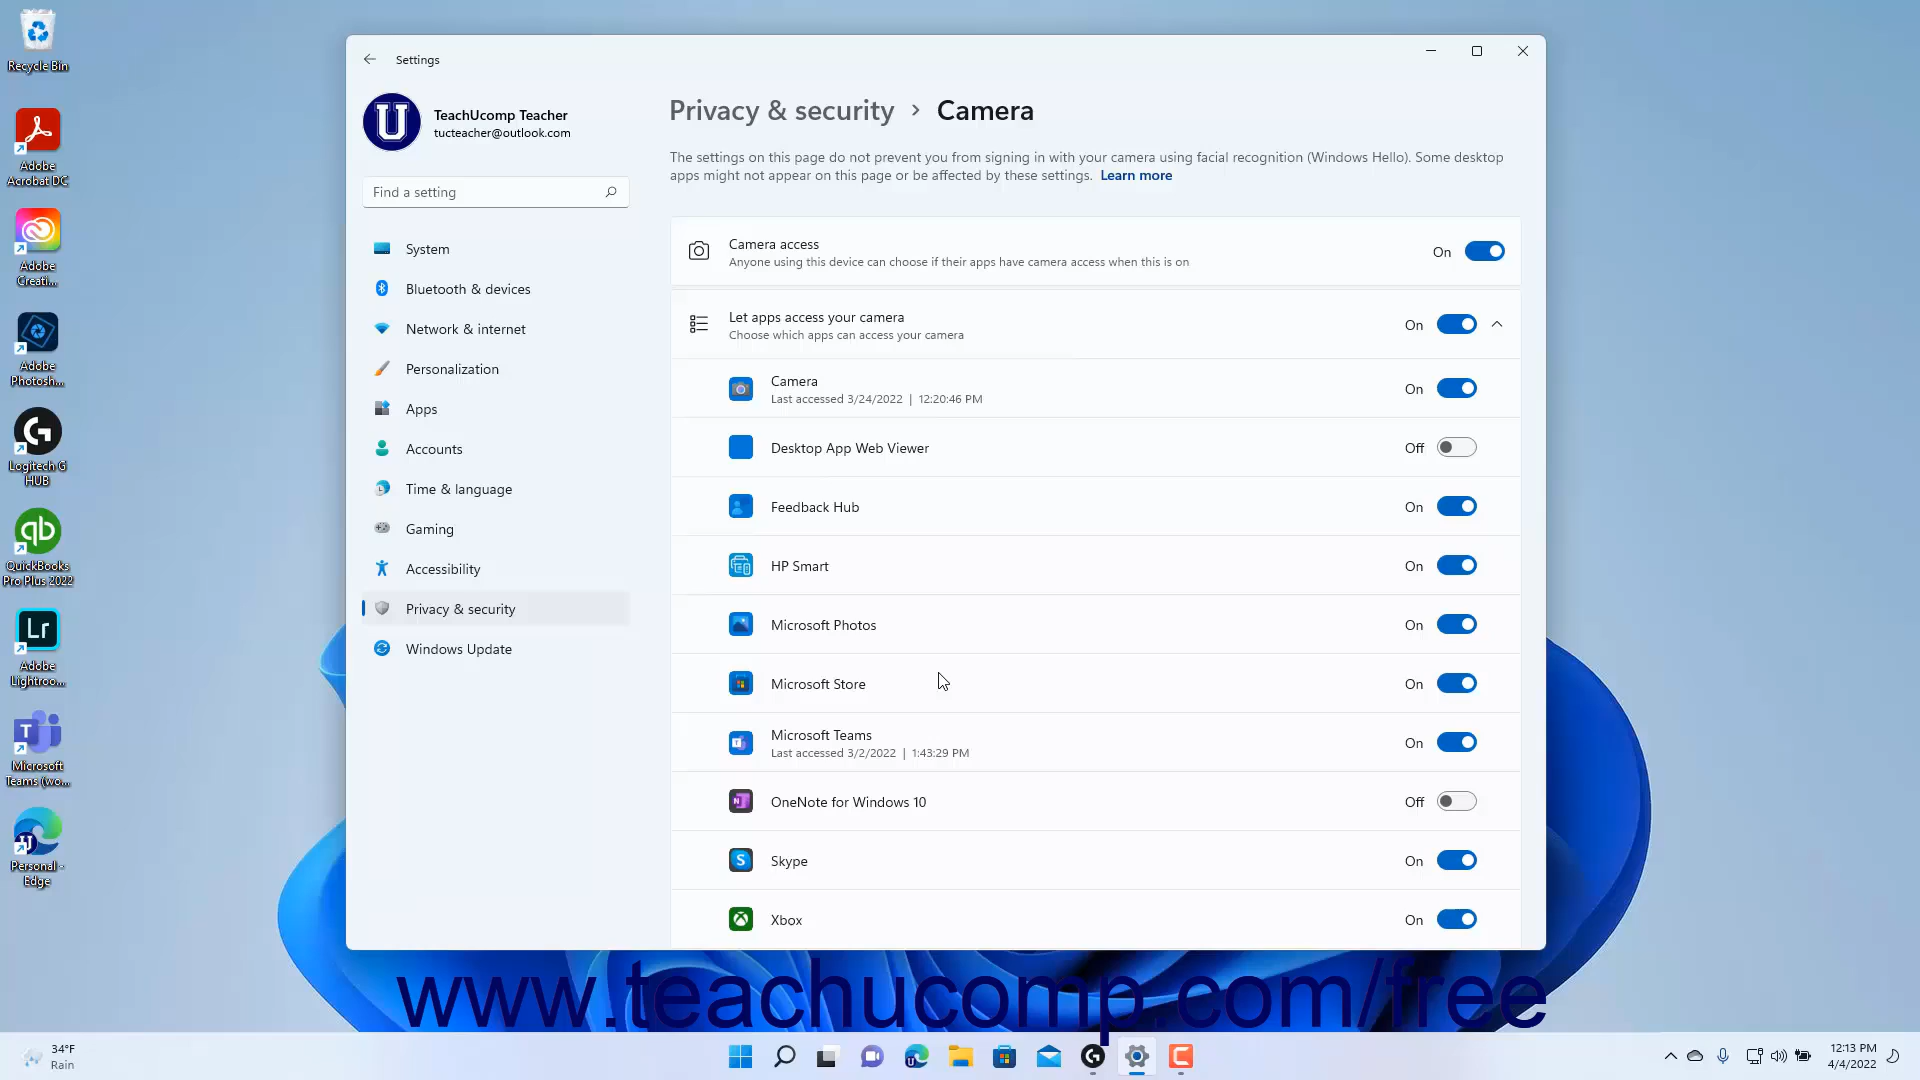 Recycle Bin
Adobe
Acrobat DC
Adobe
Creati...
Adobe
Photosh...
Logitech G
HUB
QuickBooks
Pro Plus 2022
Adobe
Lightroo...
Microsoft
Teams (wo...
Personal -
Edge
Settings
TeachUcomp Teacher
tucteacher@outlook.com
Find a setting
System
Bluetooth & devices
Network & internet
Personalization
Apps
Accounts
Time & language
Gaming
Accessibility
Privacy & security
Windows Update
Privacy & security › Camera
The settings on this page do not prevent you from signing in with your camera using facial recognition (Windows Hello). Some desktop
apps might not appear on this page or be affected by these settings. Learn more
Camera access
Anyone using this device can choose if their apps have camera access when this is on
On
Let apps access your camera
Choose which apps can access your camera
On
Camera
Last accessed 3/24/2022 | 12:20:46 PM
On
Desktop App Web Viewer Off
Feedback Hub On
HP Smart On
Microsoft Photos On
Microsoft Store On
Microsoft Teams
Last accessed 3/2/2022 | 1:43:29 PM
On
OneNote for Windows 10 Off
Skype On
Xbox On
www.teachucomp.com/free
34°F
Rain
12:13 PM
4/4/2022